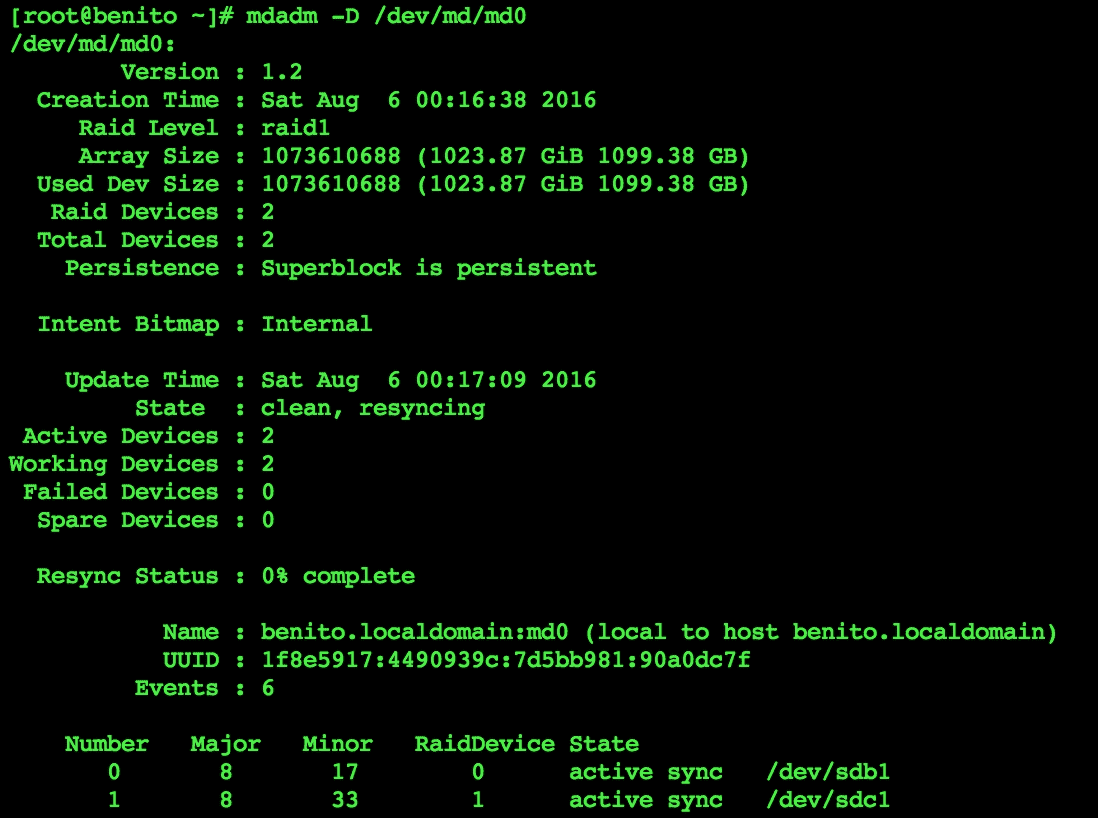 [root@benito ~]# mdadm -D /dev/md/md0
/dev/md/md0:
        Version : 1.2
  Creation Time : Sat Aug  6 00:16:38 2016
     Raid Level : raid1
     Array Size : 1073610688 (1023.87 GiB 1099.38 GB)
  Used Dev Size : 1073610688 (1023.87 GiB 1099.38 GB)
   Raid Devices : 2
  Total Devices : 2
    Persistence : Superblock is persistent

  Intent Bitmap : Internal

    Update Time : Sat Aug  6 00:17:09 2016
         State  : clean, resyncing
 Active Devices : 2
Working Devices : 2
 Failed Devices : 0
  Spare Devices : 0

  Resync Status : 0% complete

           Name : benito.localdomain:md0 (local to host benito.localdomain)
           UUID : 1f8e5917:4490939c:7d5bb981:90a0dc7f
         Events : 6

    Number   Major   Minor   RaidDevice State
       0       8       17        0      active sync   /dev/sdb1
       1       8       33        1      active sync   /dev/sdc1